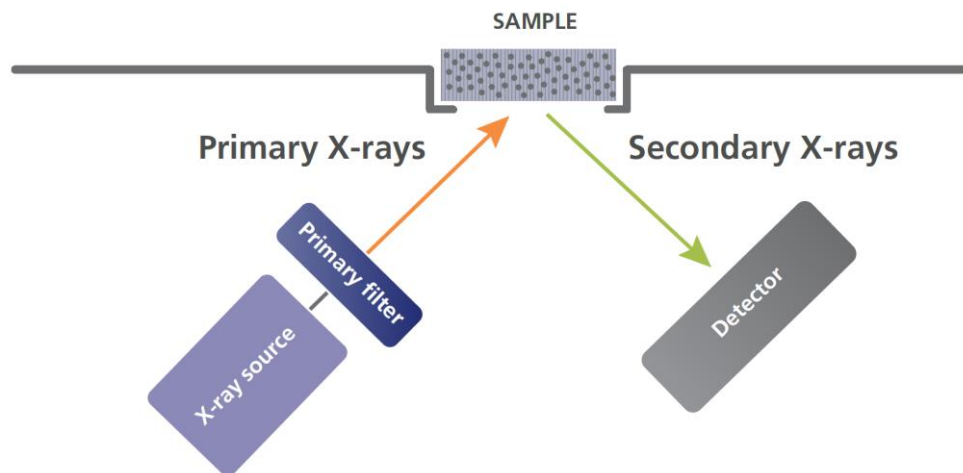 SAMPLE
Primary X-rays
Secondary X-rays
Primary filter
X-ray source
Detector